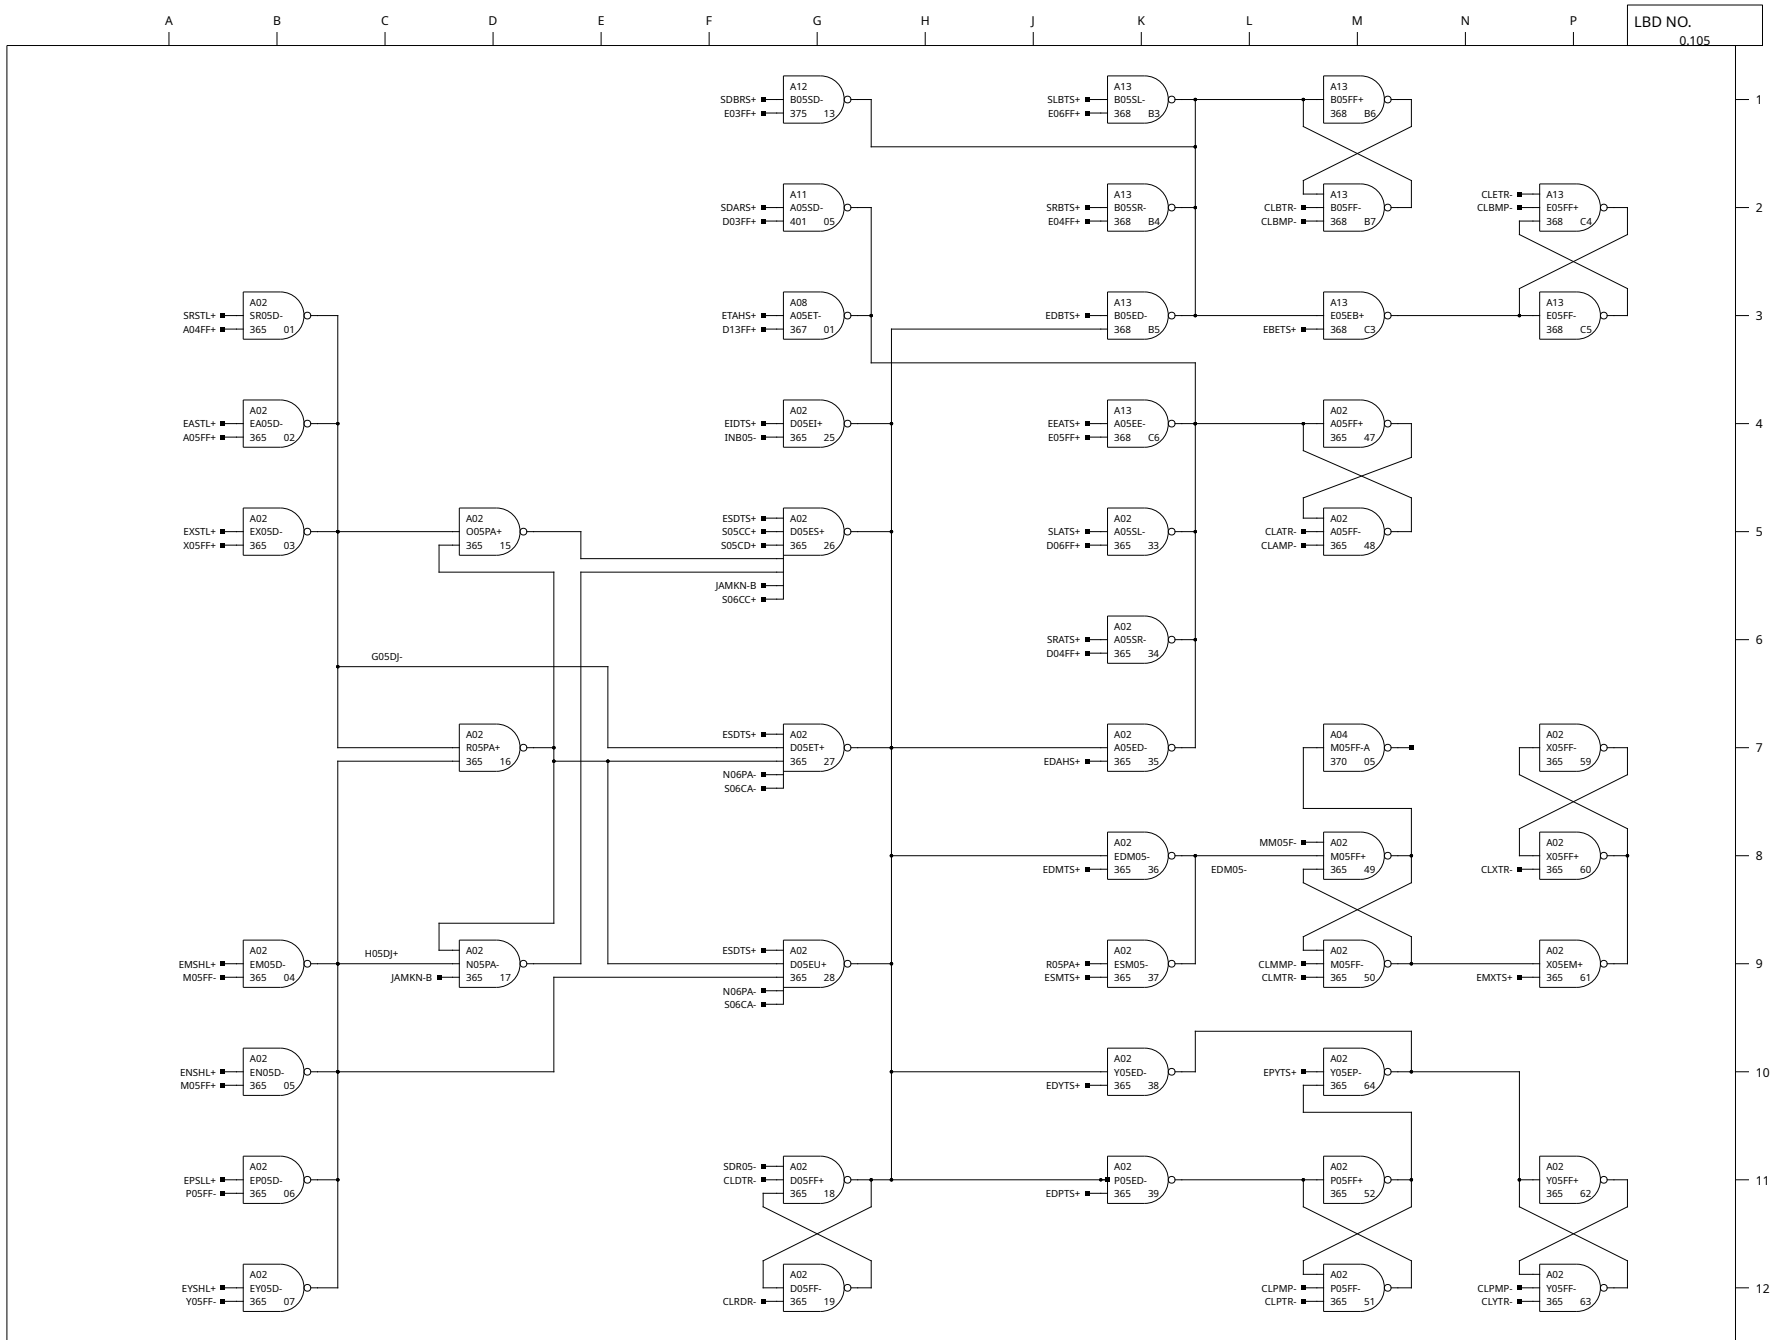 A B C D E F G H J K L M N P LBD NO.
0.105
A12
SDBRS+ B05SD-
E03FF+ 375 13
A13
SLBTS+ B05SL-
E06FF+ 368 B3
A13
B05FF+
368 B6
1
A11
SDARS+ A05SD-
D03FF+ 401 05
A13
SRBTS+ B05SR-
E04FF+ 368 B4
A13
CLBTR- B05FF-
CLBMP- 368 B7
CLETR- A13
CLBMP- E05FF+
368 C4
2
A02
SRSTL+ SR05D-
A04FF+ 365 01
A08
ETAHS+ A05ET-
D13FF+ 367 01
A13
EDBTS+ B05ED-
368 B5
A13
E05EB+
EBETS+ 368 C3
A13
E05FF-
368 C5
3
A02
EASTL+ EA05D-
A05FF+ 365 02
A02
EIDTS+ D05EI+
INB05- 365 25
A13
EEATS+ A05EE-
E05FF+ 368 C6
A02
A05FF+
365 47
4
A02
EXSTL+ EX05D-
X05FF+ 365 03
A02
O05PA+
365 15
ESDTS+ A02
S05CC+ D05ES+
S05CD+ 365 26
JAMKN-B
S06CC+
A02
SLATS+ A05SL-
D06FF+ 365 33
A02
CLATR- A05FF-
CLAMP- 365 48
5
A02
SRATS+ A05SR-
D04FF+ 365 34
6
G05DJ-
A02
R05PA+
365 16
ESDTS+ A02
D05ET+
365 27
N06PA-
S06CA-
A02
A05ED-
EDAHS+ 365 35
A04
M05FF-A
370 05
A02
X05FF-
365 59
7
A02
EDM05-
EDMTS+ 365 36
EDM05-
MM05F- A02
M05FF+
365 49
A02
X05FF+
CLXTR- 365 60
8
A02
EMSHL+ EM05D-
M05FF- 365 04
H05DJ+
A02
N05PA-
JAMKN-B 365 17
ESDTS+ A02
D05EU+
365 28
N06PA-
S06CA-
A02
R05PA+ ESM05-
ESMTS+ 365 37
A02
CLMMP- M05FF-
CLMTR- 365 50
A02
X05EM+
EMXTS+ 365 61
9
A02
ENSHL+ EN05D-
M05FF+ 365 05
A02
Y05ED-
EDYTS+ 365 38
A02
EPYTS+ Y05EP-
365 64
10
A02
EPSLL+ EP05D-
P05FF- 365 06
SDR05- A02
CLDTR- D05FF+
365 18
A02
P05ED-
EDPTS+ 365 39
A02
P05FF+
365 52
A02
Y05FF+
365 62
11
A02
EYSHL+ EY05D-
Y05FF- 365 07
A02
D05FF-
CLRDR- 365 19
A02
CLPMP- P05FF-
CLPTR- 365 51
A02
CLPMP- Y05FF-
CLYTR- 365 63
12